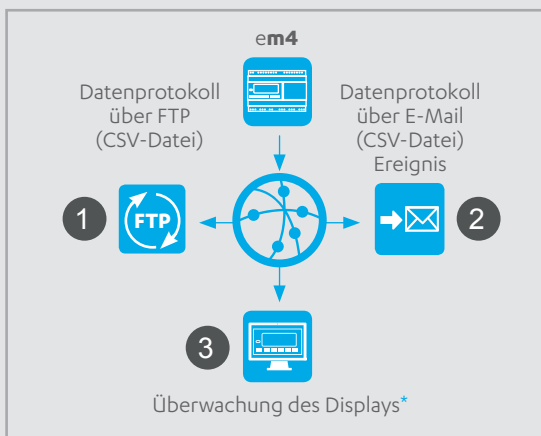 em4
Datenprotokoll
über FTP
(CSV-Datei)
Datenprotokoll
über E-Mail
(CSV-Datei)
Ereignis
1
FTP
2
3
Überwachung des Displays*